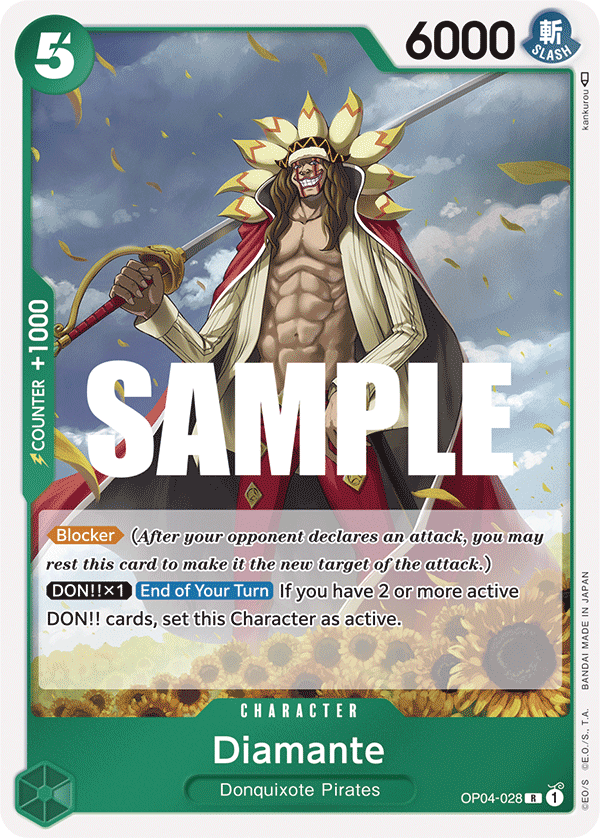 5
6000
斬
SLASH
kankurou
COUNTER +1000
SAMPLE
Blocker (After your opponent declares an attack, you may
rest this card to make it the new target of the attack.)
DON!!×1 End of Your Turn If you have 2 or more active
DON!! cards, set this Character as active.
CHARACTER
Diamante
Donquixote Pirates
OP04-028 R 1
©EO/S ©E.O./S., T.A. BANDAI MADE IN JAPAN